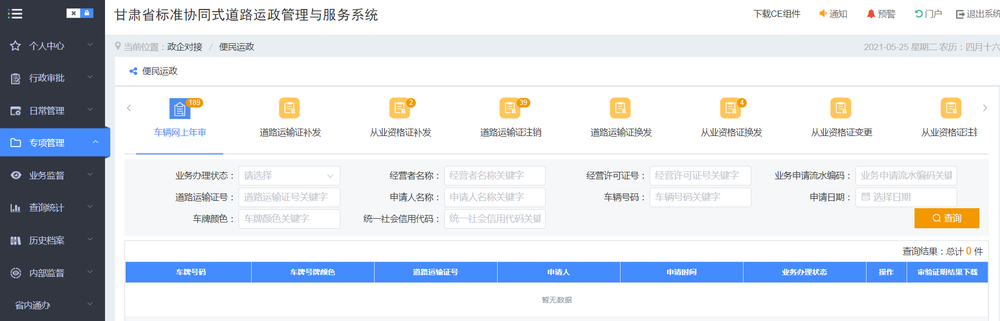 甘肃省标准协同式道路运政管理与服务系统
下载CE组件 通知 预警 门户 退出系统
个人中心
行政审批
日常管理
专项管理
业务监督
查询统计
历史档案
内部监督
省内通办
当前位置：政企对接 / 便民运政
2021-05-25 星期二 农历：四月十六
便民运政
189 2 39 4
车辆网上年审 道路运输证补发 从业资格证补发 道路运输证注销 道路运输证换发 从业资格证换发 从业资格证变更 从业资格证注
业务办理状态： 请选择 经营者名称： 经营者名称关键字 经营许可证号： 经营许可证号关键字 业务申请流水编码： 业务申请流水编码关键
道路运输证号： 道路运输证号关键字 申请人名称： 申请人名称关键字 车辆号码： 车辆号码关键字 申请日期： 选择日期
车牌颜色： 车牌颜色关键字 统一社会信用代码： 统一社会信用代码关键
查询
查询结果：总计 0 件
车牌号码 车牌号牌颜色 道路运输证号 申请人 申请时间 业务办理状态 操作 审验证明结果下载
暂无数据